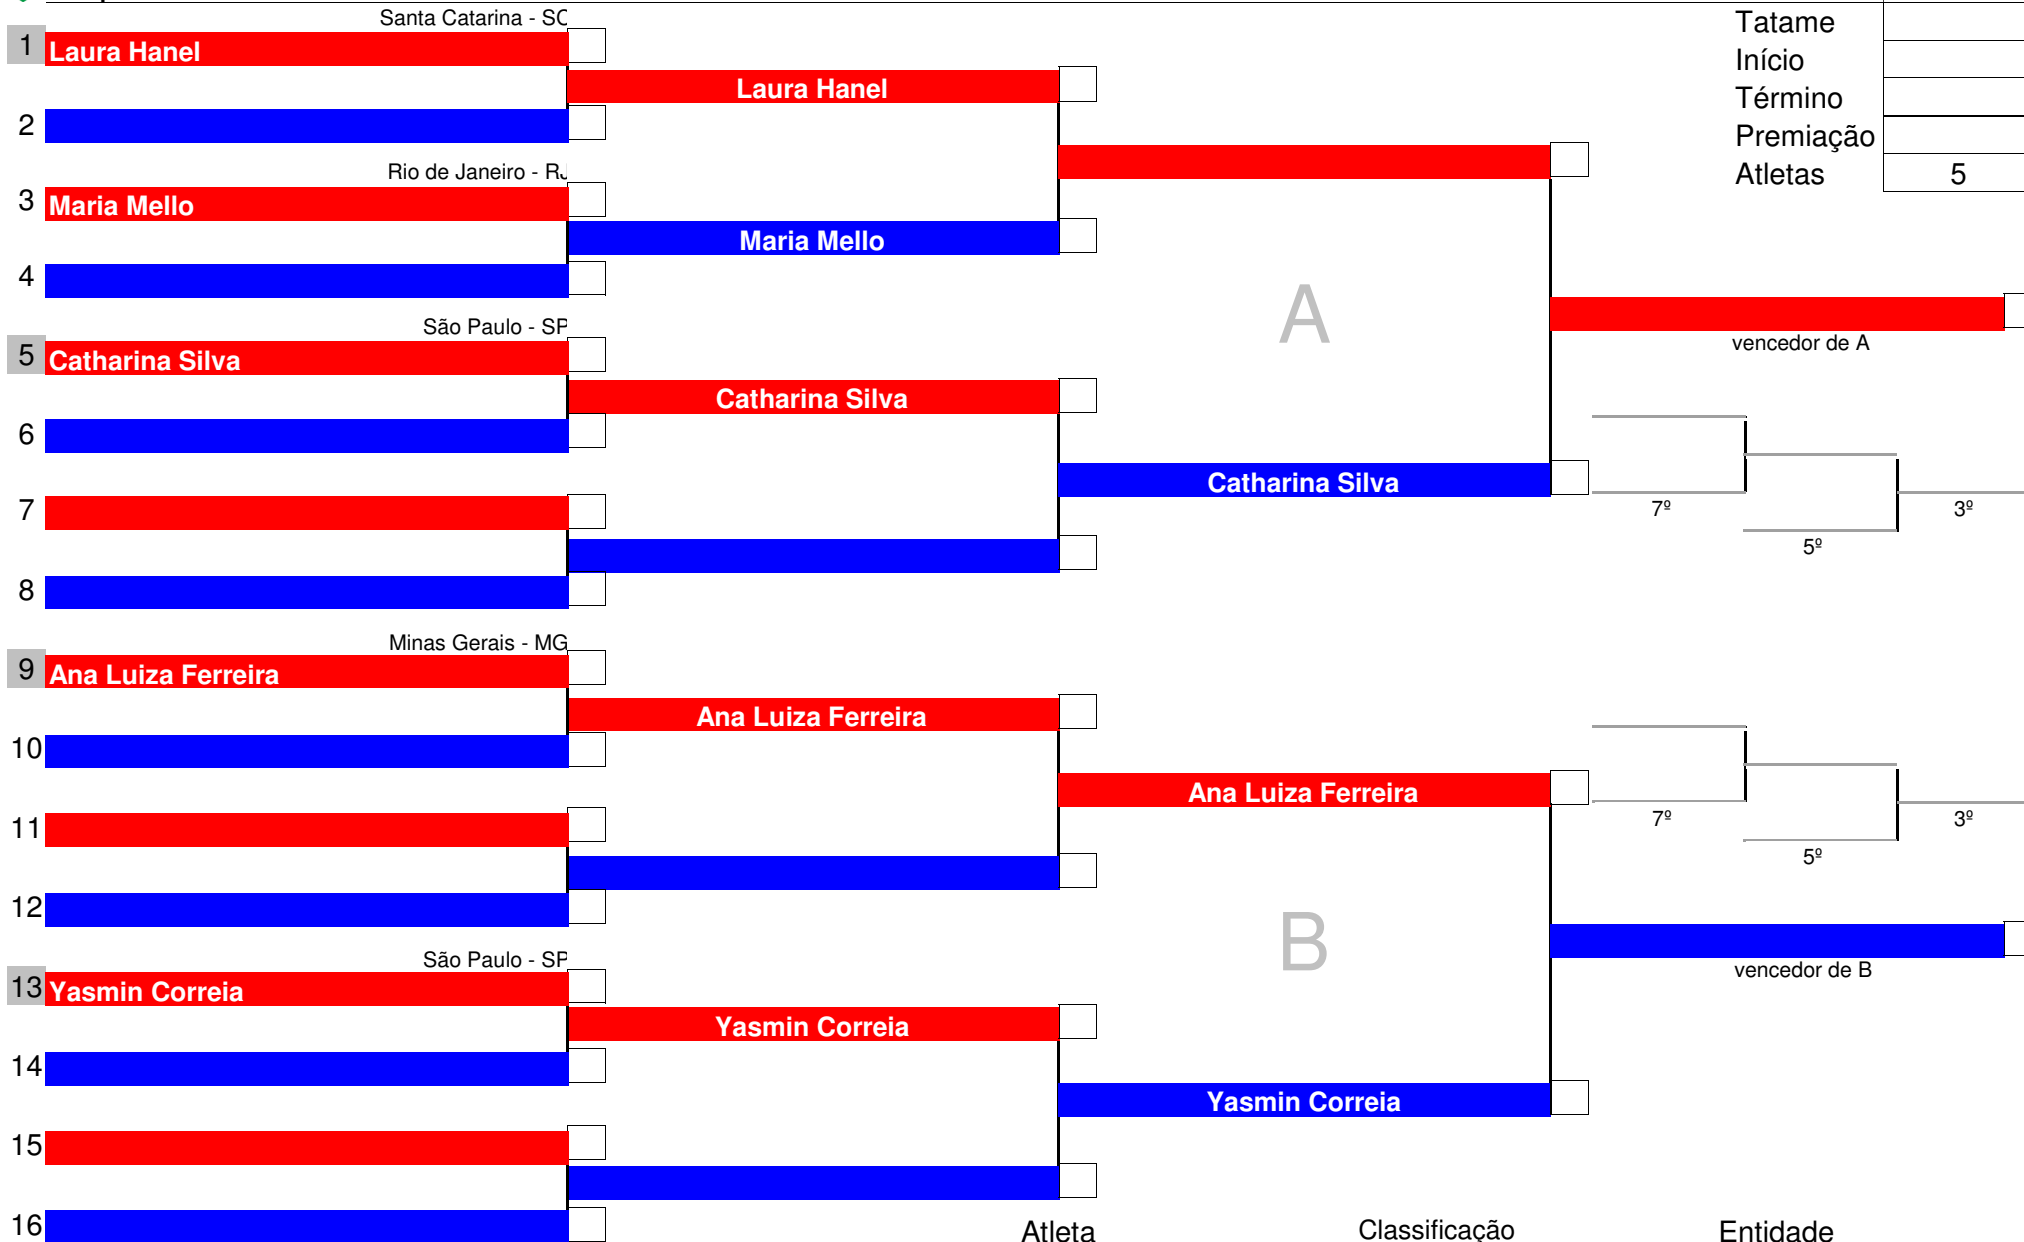 Santa Catarina - SC
Tatame
1 Laura Hanel
Início
Laura Hanel
Término
2
Premiação
Rio de Janeiro - RJ
Atletas 5
3 Maria Mello
Maria Mello
4
A
São Paulo - SP
vencedor de A
5 Catharina Silva
Catharina Silva
6
Catharina Silva
7
7º 3º
5º
8
Minas Gerais - MG
9 Ana Luiza Ferreira
Ana Luiza Ferreira
10
Ana Luiza Ferreira
11
7º 3º
5º
12
B
São Paulo - SP
vencedor de B
13 Yasmin Correia
Yasmin Correia
14
Yasmin Correia
15
16
Atleta Classificação Entidade